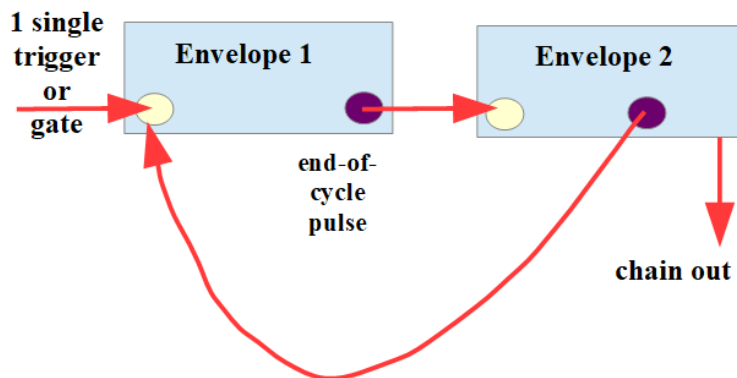 1 single
trigger
or
gate
Envelope 1
Envelope 2
end-of-
cycle
pulse
chain out